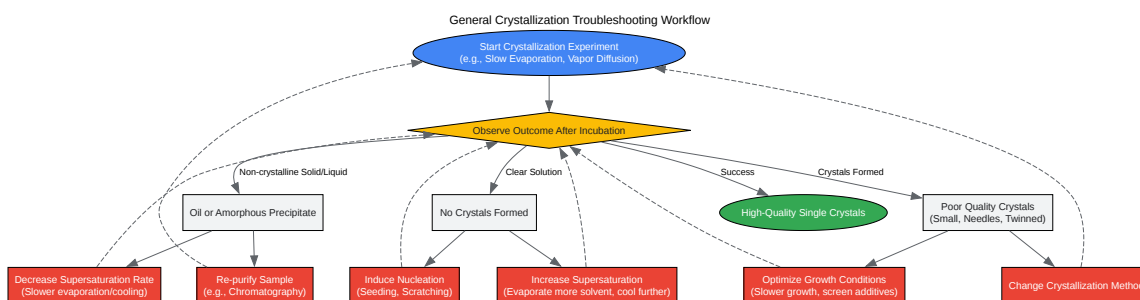 General Crystallization Troubleshooting Workflow
Start Crystallization Experiment
(e.g., Slow Evaporation, Vapor Diffusion)
Observe Outcome After Incubation
Non-crystalline Solid/Liquid
Clear Solution
Success
Crystals Formed
Oil or Amorphous Precipitate
No Crystals Formed
High-Quality Single Crystals
Poor Quality Crystals
(Small, Needles, Twinned)
Decrease Supersaturation Rate
(Slower evaporation/cooling)
Re-purify Sample
(e.g., Chromatography)
Induce Nucleation
(Seeding, Scratching)
Increase Supersaturation
(Evaporate more solvent, cool further)
Optimize Growth Conditions
(Slower growth, screen additives)
Change Crystallization Method